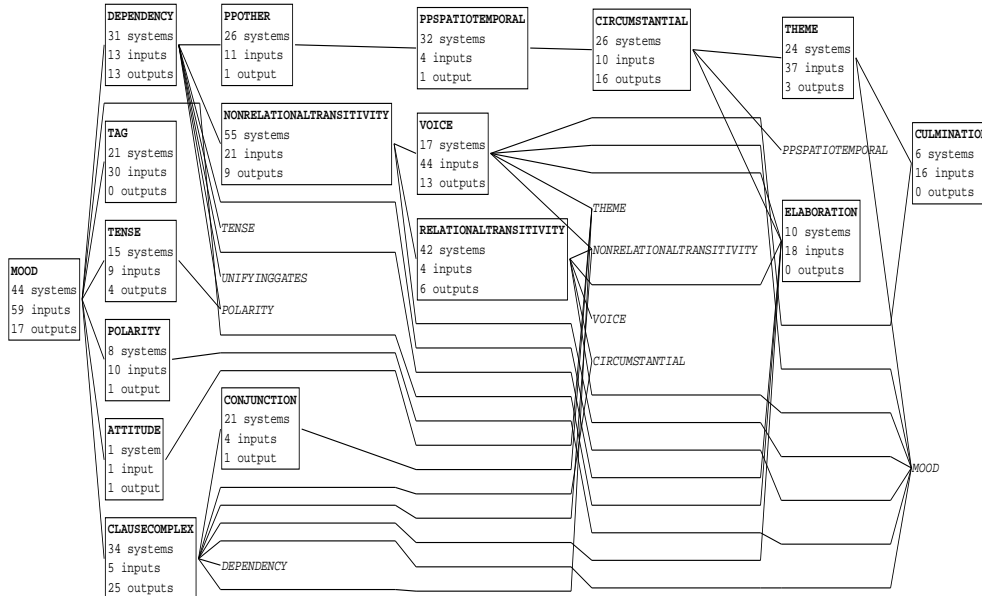 DEPENDENCY
31 systems
13 inputs
13 outputs
PPOTHER
26 systems
11 inputs
1 output
PPSPATIOTEMPORAL
32 systems
4 inputs
1 output
CIRCUMSTANTIAL
26 systems
10 inputs
16 outputs
THEME
24 systems
37 inputs
3 outputs
TAG
21 systems
30 inputs
0 outputs
NONRELATIONALTRANSITIVITY
55 systems
21 inputs
9 outputs
VOICE
17 systems
44 inputs
13 outputs
PPSPATIOTEMPORAL
CULMINATION
6 systems
16 inputs
0 outputs
TENSE
15 systems
9 inputs
4 outputs
TENSE
UNIFYINGGATES
POLARITY
RELATIONALTRANSITIVITY
42 systems
4 inputs
6 outputs
THEME
NONRELATIONALTRANSITIVITY
VOICE
CIRCUMSTANTIAL
ELABORATION
10 systems
18 inputs
0 outputs
MOOD
44 systems
59 inputs
17 outputs
POLARITY
8 systems
10 inputs
1 output
ATTITUDE
1 system
1 input
1 output
CONJUNCTION
21 systems
4 inputs
1 output
MOOD
CLAUSECOMPLEX
34 systems
5 inputs
25 outputs
DEPENDENCY